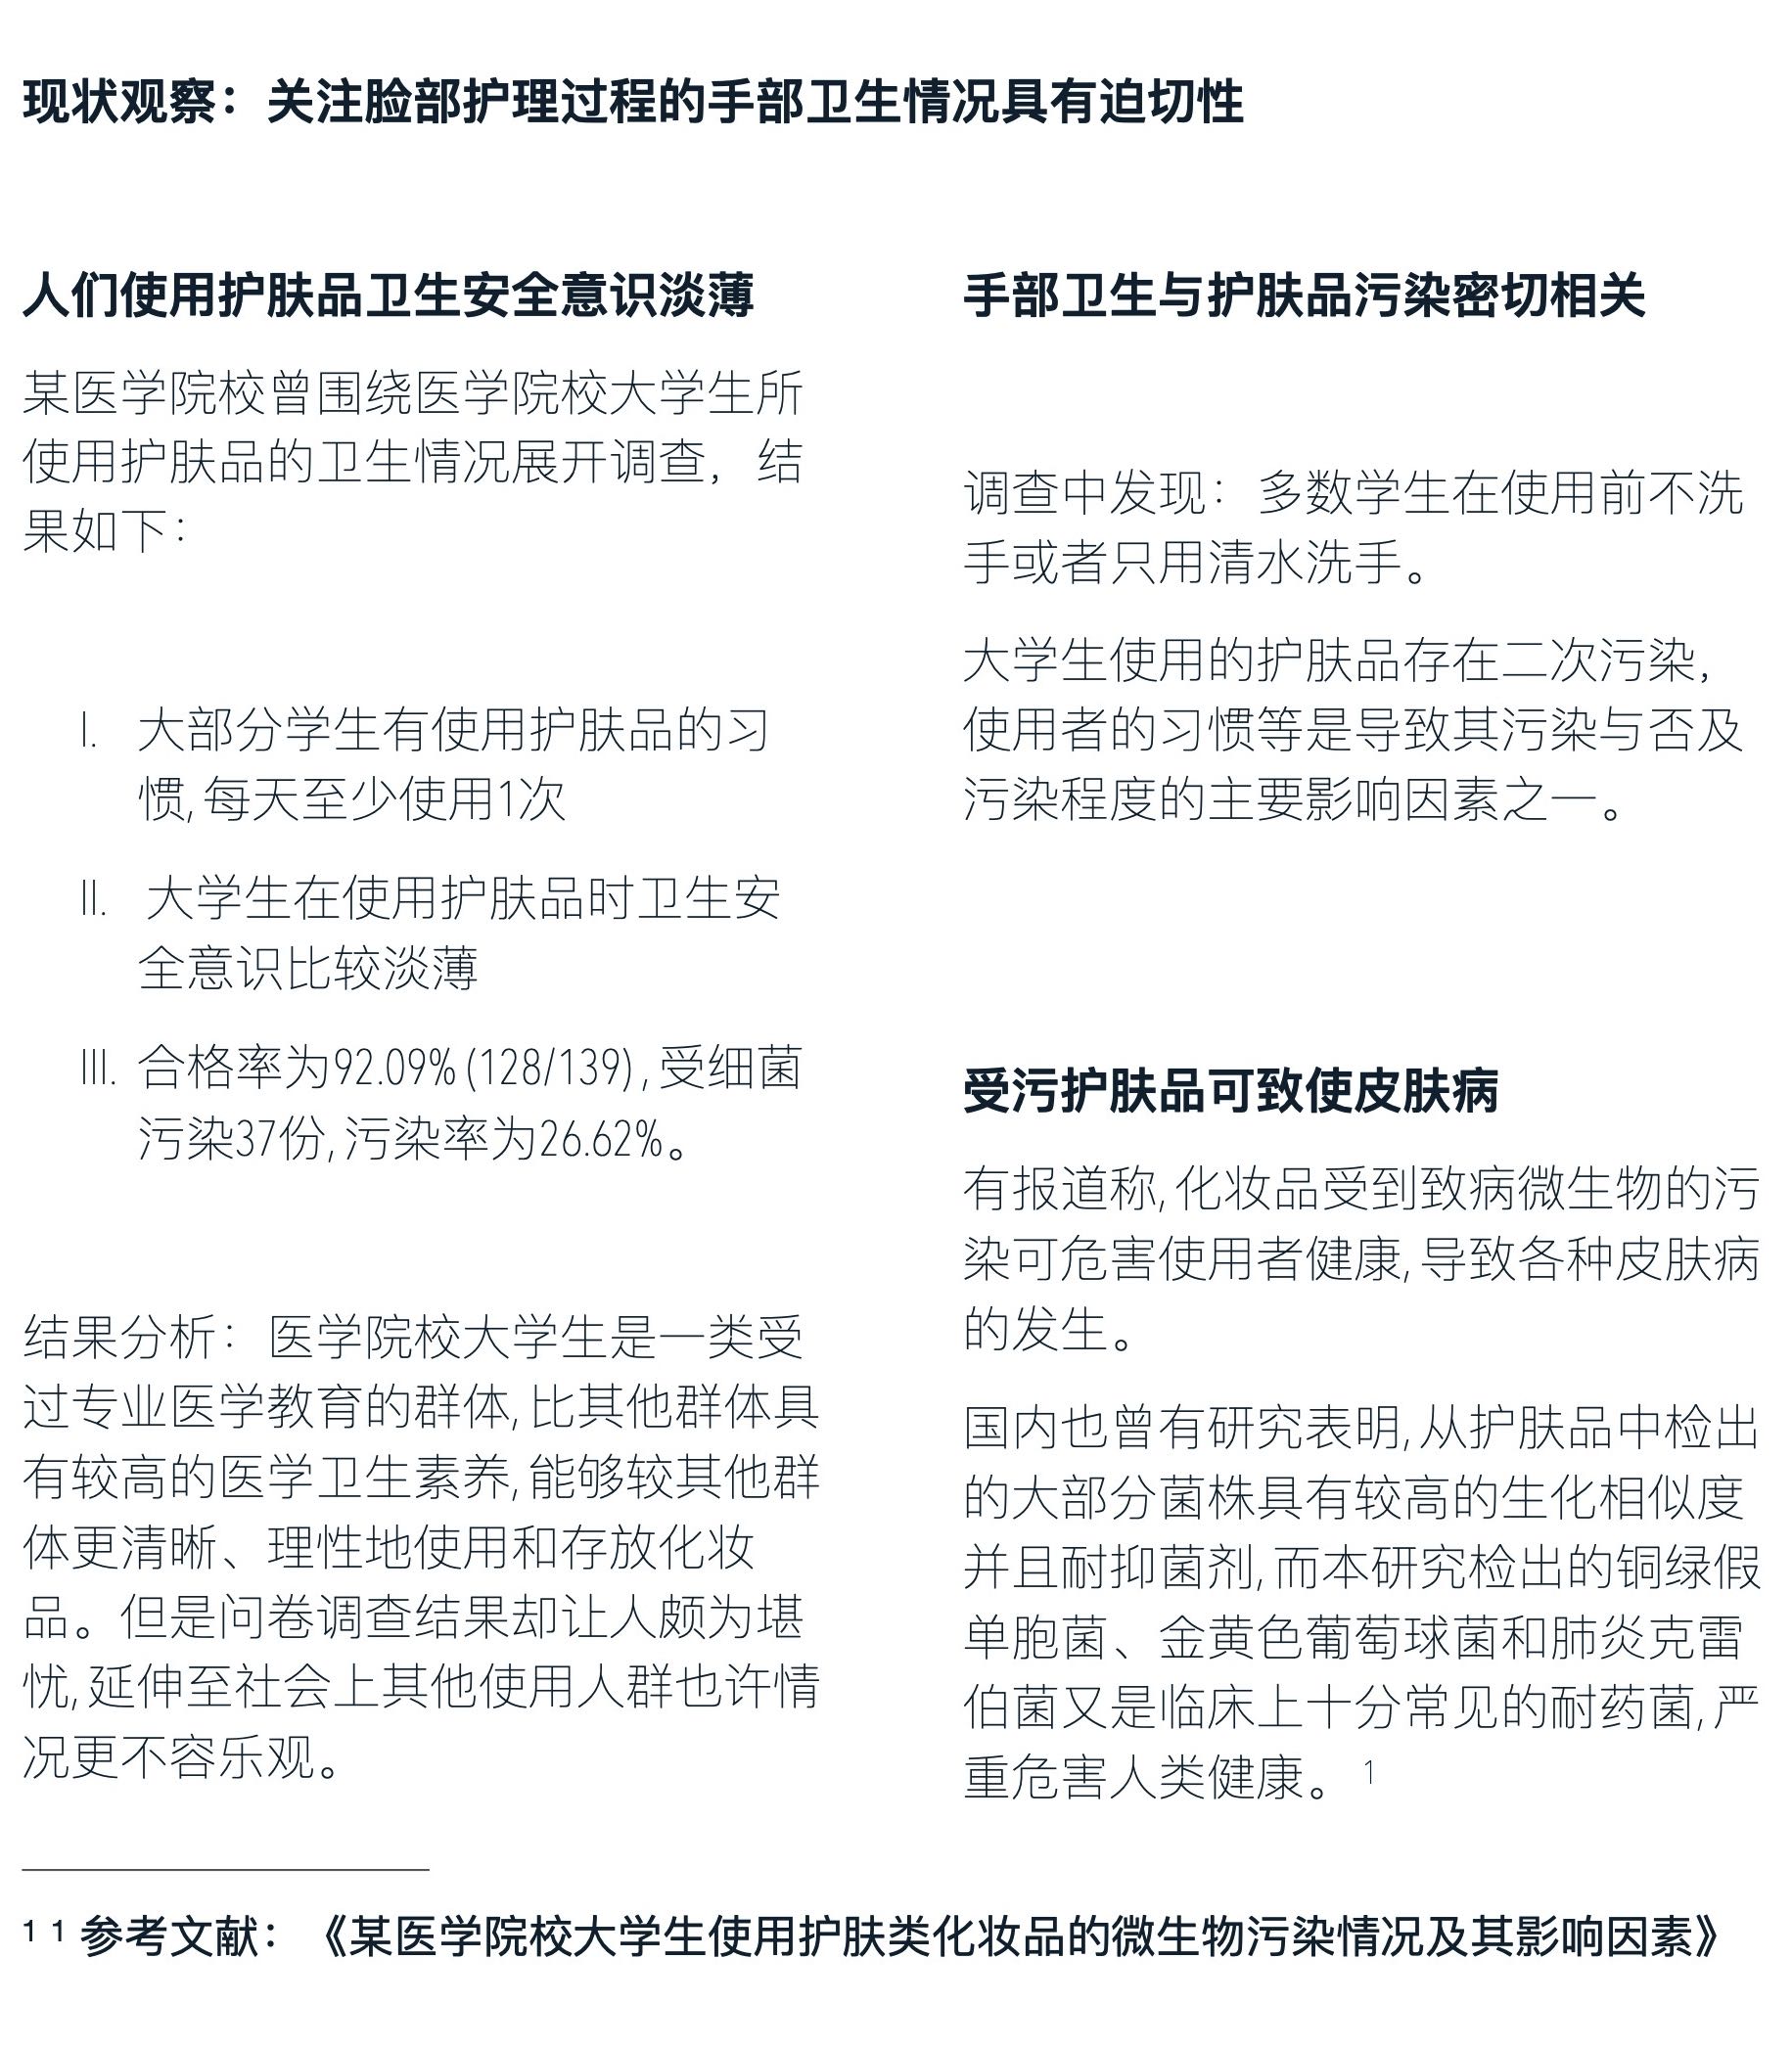 现状观察：关注脸部护理过程的手部卫生情况具有迫切性
人们使用护肤品卫生安全意识淡薄
某医学院校曾围绕医学院校大学生所
使用护肤品的卫生情况展开调查，结
果如下：
I. 大部分学生有使用护肤品的习
惯,每天至少使用1次
II. 大学生在使用护肤品时卫生安
全意识比较淡薄
III. 合格率为92.09%(128/139),受细菌
污染37份,污染率为26.62%。
结果分析：医学院校大学生是一类受
过专业医学教育的群体,比其他群体具
有较高的医学卫生素养,能够较其他群
体更清晰、理性地使用和存放化妆
品。但是问卷调查结果却让人颇为堪
忧,延伸至社会上其他使用人群也许情
况更不容乐观。
手部卫生与护肤品污染密切相关
调查中发现：多数学生在使用前不洗
手或者只用清水洗手。
大学生使用的护肤品存在二次污染，
使用者的习惯等是导致其污染与否及
污染程度的主要影响因素之一。
受污护肤品可致使皮肤病
有报道称,化妆品受到致病微生物的污
染可危害使用者健康,导致各种皮肤病
的发生。
国内也曾有研究表明,从护肤品中检出
的大部分菌株具有较高的生化相似度
并且耐抑菌剂,而本研究检出的铜绿假
单胞菌、金黄色葡萄球菌和肺炎克雷
伯菌又是临床上十分常见的耐药菌,严
重危害人类健康。 1
1 1 参考文献：《某医学院校大学生使用护肤类化妆品的微生物污染情况及其影响因素》